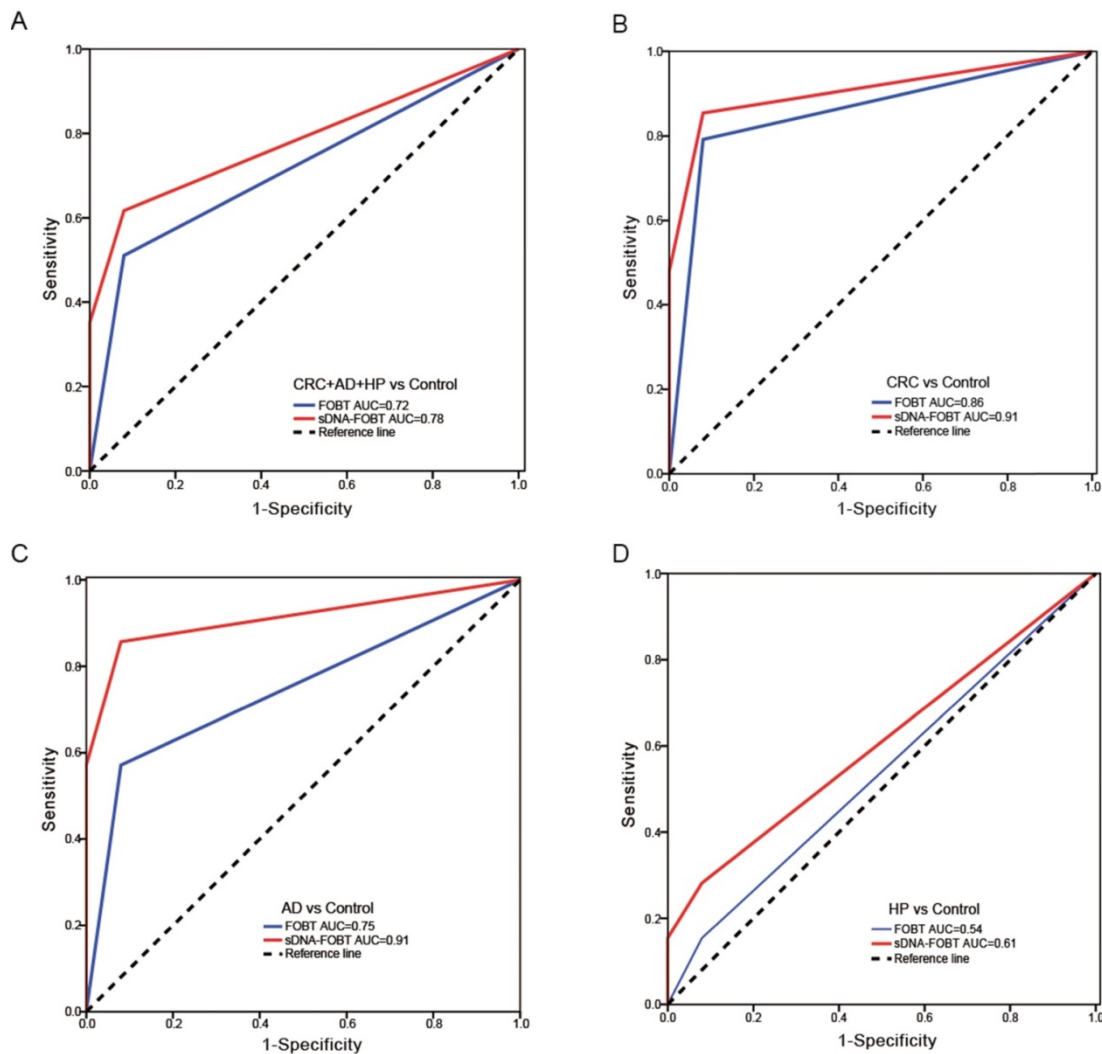 A
1.0
0.8
0.6
0.4
0.2
0.0
Sensitivity
CRC+AD+HP vs Control
FOBT AUC=0.72
sDNA-FOBT AUC=0.78
Reference line
0.0 0.2 0.4 0.6 0.8 1.0
1-Specificity
B
1.0
0.8
0.6
0.4
0.2
0.0
Sensitivity
CRC vs Control
FOBT AUC=0.86
sDNA-FOBT AUC=0.91
Reference line
0.0 0.2 0.4 0.6 0.8 1.0
1-Specificity
C
1.0
0.8
0.6
0.4
0.2
0.0
Sensitivity
AD vs Control
FOBT AUC=0.75
sDNA-FOBT AUC=0.91
Reference line
0.0 0.2 0.4 0.6 0.8 1.0
1-Specificity
D
1.0
0.8
0.6
0.4
0.2
0.0
Sensitivity
HP vs Control
FOBT AUC=0.54
sDNA-FOBT AUC=0.61
Reference line
0.0 0.2 0.4 0.6 0.8 1.0
1-Specificity